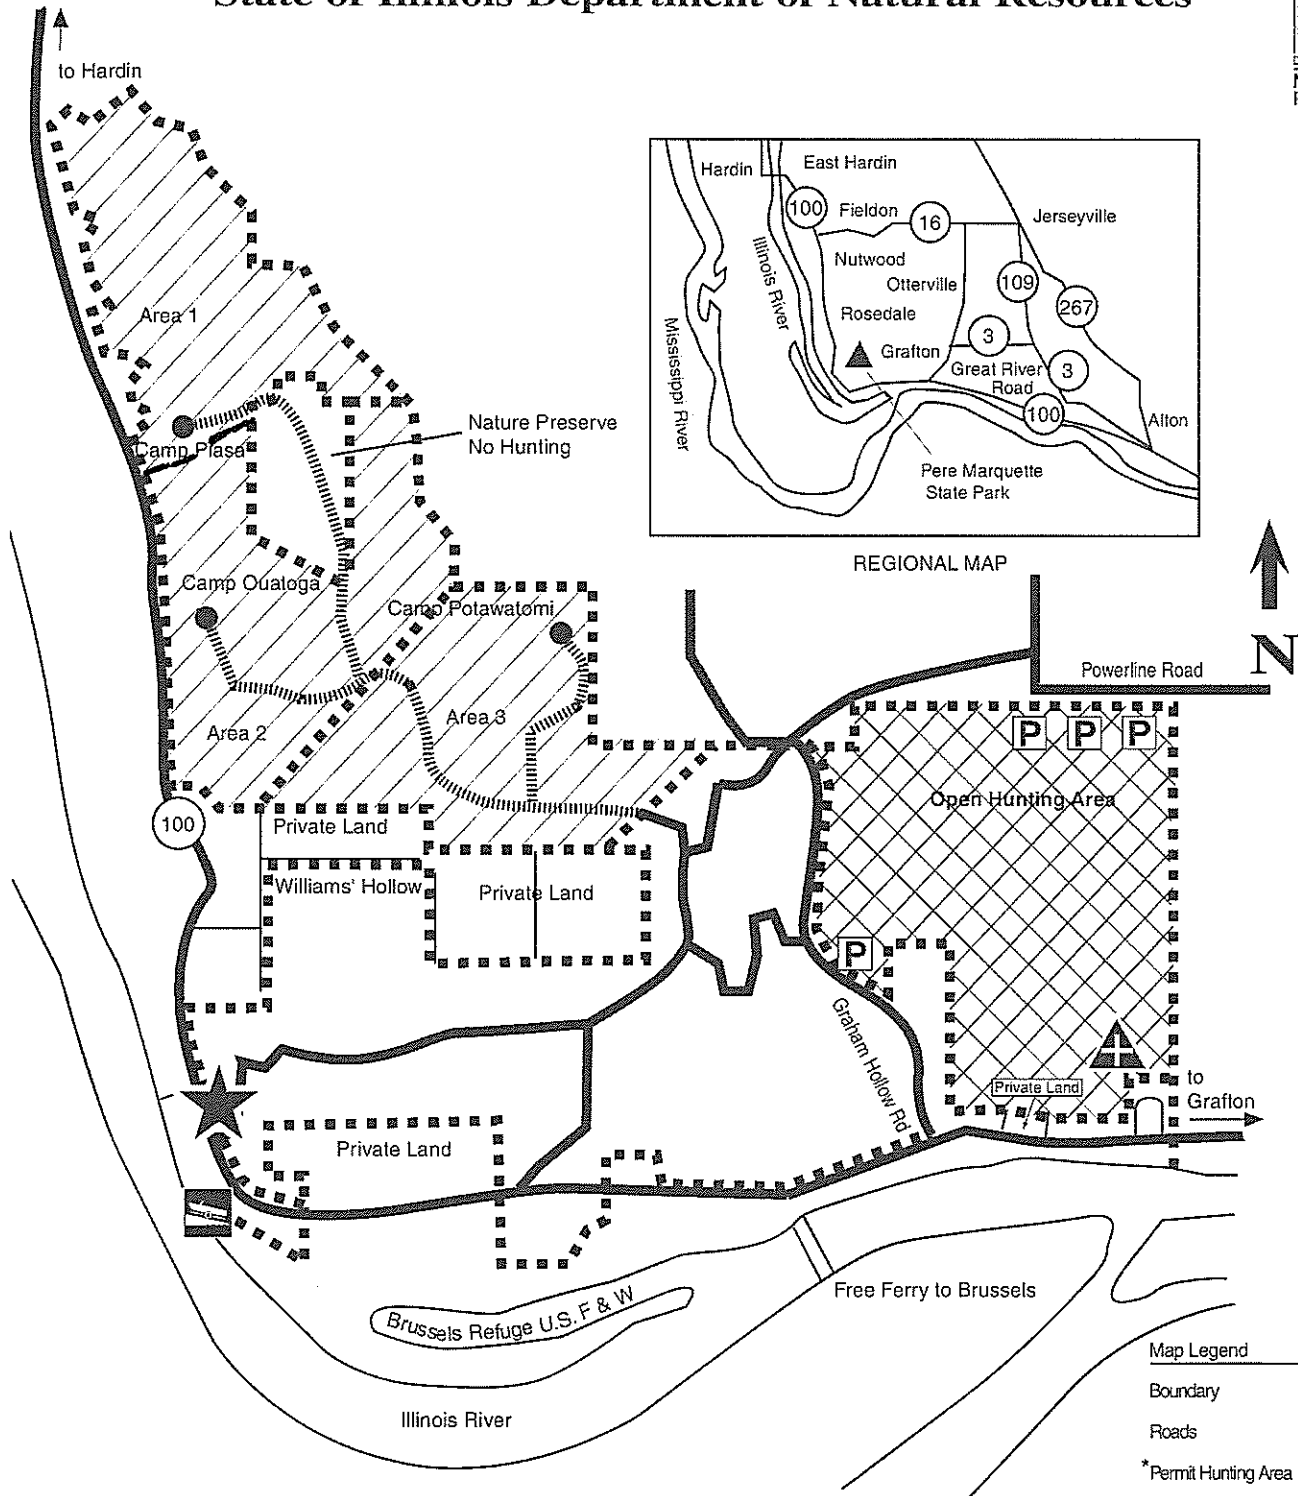 State of Illinois Department of Natural Resources
to Hardin
Hardin
East Hardin
100
Fieldon
16
Jerseyville
Illinois River
Nutwood
Otterville
109
267
Mississippi River
Rosedale
3
Grafton
Great River
Road
3
100
Alton
Pere Marquette
State Park
REGIONAL MAP
Area 1
Nature Preserve
No Hunting
Camp Piasa
Camp Ouatoga
Camp Potawatomi
N
Powerline Road
Area 2
Area 3
P P P
Open Hunting Area
100
Private Land
Williams' Hollow
Private Land
P
Graham Hollow Rd
Private Land
to
Grafton
Private Land
Free Ferry to Brussels
Brussels Refuge U.S. F & W
Illinois River
Map Legend
Boundary
Roads
*Permit Hunting Area